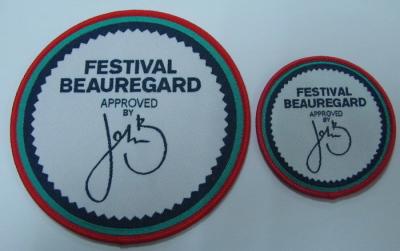 FESTIVAL
BEAUREGARD
APPROVED
BY
FESTIVAL
BEAUREGARD
APPROVED
BY